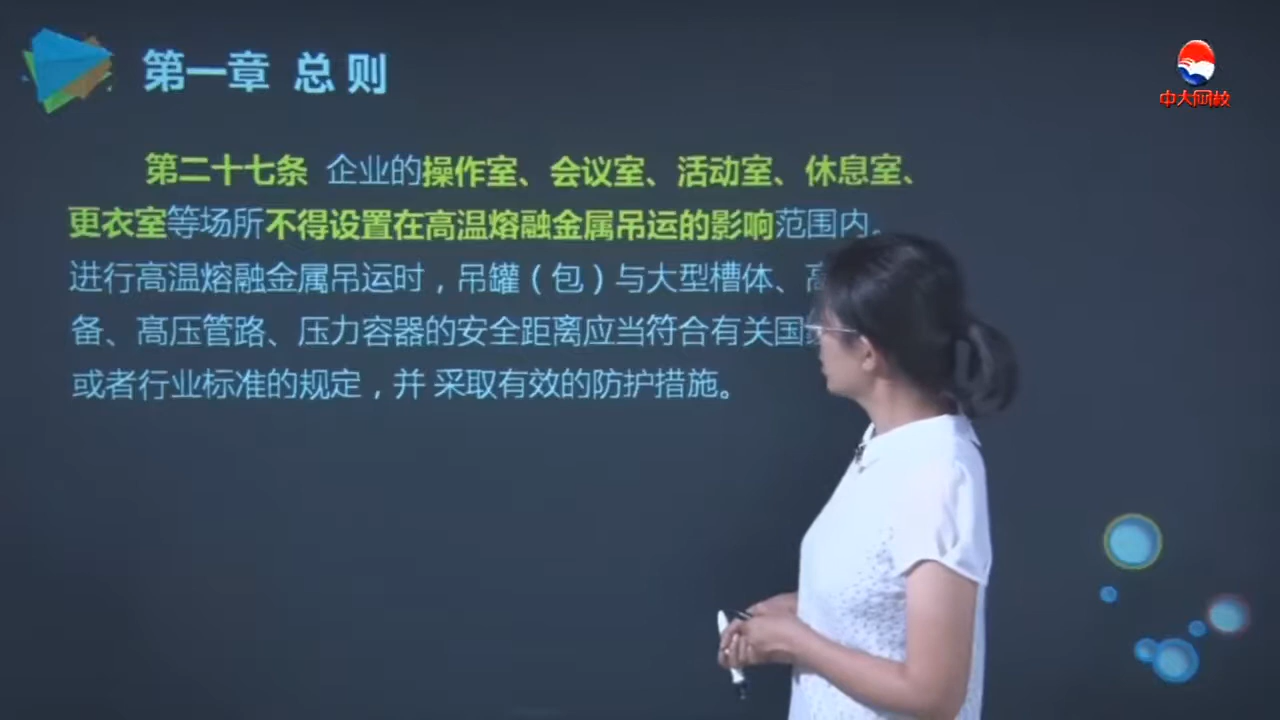 第一章 总则
中大网校
第二十七条 企业的操作室、会议室、活动室、休息室、
更衣室等场所不得设置在高温熔融金属吊运的影响范围内。
进行高温熔融金属吊运时，吊罐（包）与大型槽体、高
备、高压管路、压力容器的安全距离应当符合有关国
或者行业标准的规定，并 采取有效的防护措施。